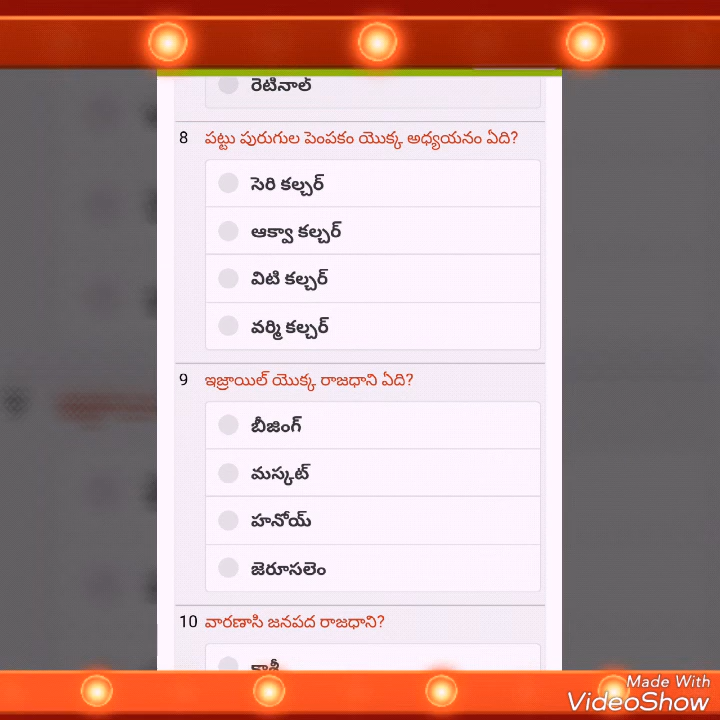 రెటినాల్
8 పట్టు పురుగుల పెంపకం యొక్క అధ్యయనం ఏది?
సెరి కల్చర్
ఆక్వా కల్చర్
విటి కల్చర్
వర్మి కల్చర్
9 ఇజ్రాయిల్ యొక్క రాజధాని ఏది?
బీజింగ్
మస్కట్
హనోయ్
జెరూసలెం
10 వారణాసి జనపద రాజధాని?
కాశీ
Made With
VideoShow